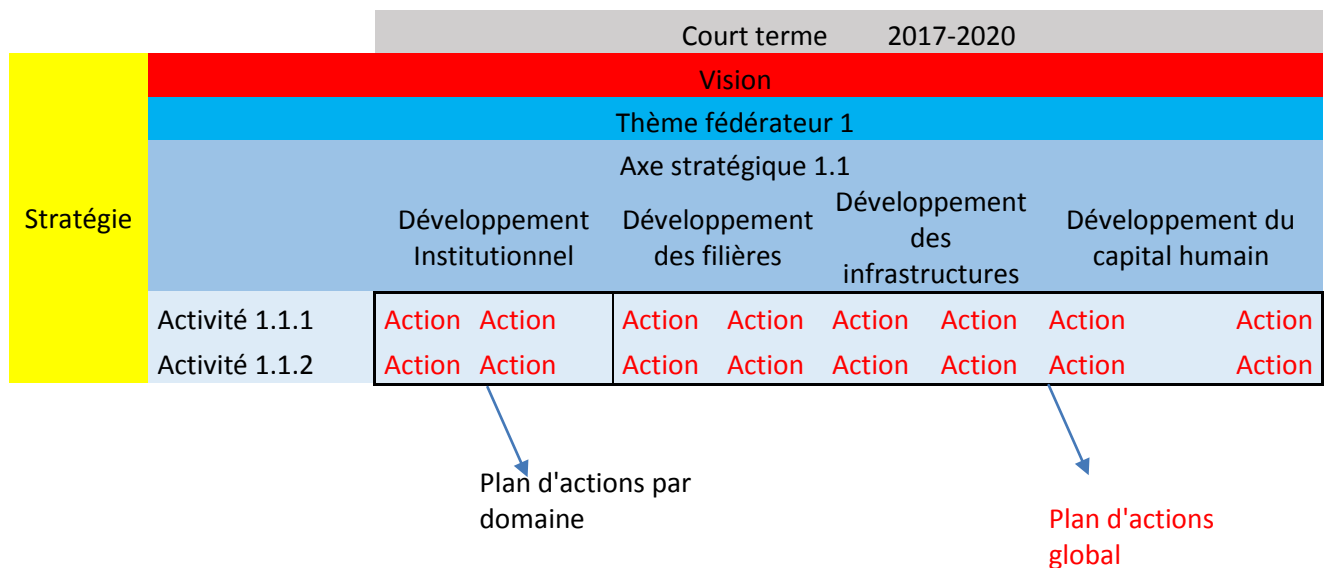 Court terme 2017-2020
Vision
Thème fédérateur 1
Axe stratégique 1.1
Stratégie
Développement
Institutionnel
Développement
des filières
Développement
des
infrastructures
Développement du
capital humain
Activité 1.1.1 Action Action Action Action Action Action Action Action
Activité 1.1.2 Action Action Action Action Action Action Action Action
Plan d'actions par
domaine
Plan d'actions
global